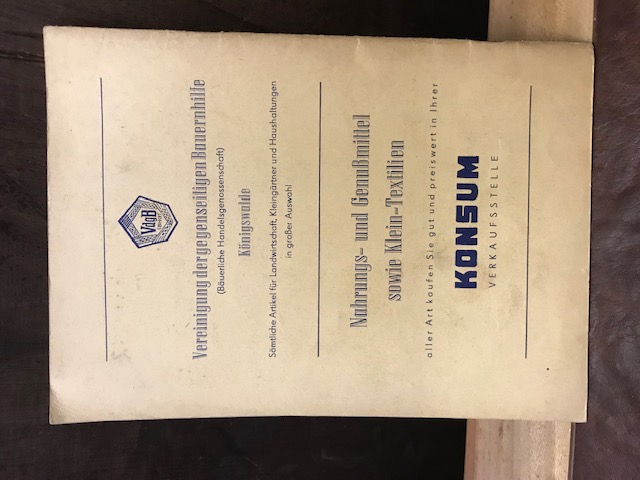 VdgB
Vereinigung der gegenseitigen Bauernhilfe
(Bäuerliche Handelsgenossenschaft)
Königswalde
Sämtliche Artikel für Landwirtschaft, Kleingärtner und Haushaltungen
in großer Auswahl
Nahrungs- und Genußmittel
sowie Klein-Textilien
aller Art kaufen Sie gut und preiswert in Ihrer
KONSUM
VERKAUFSSTELLE